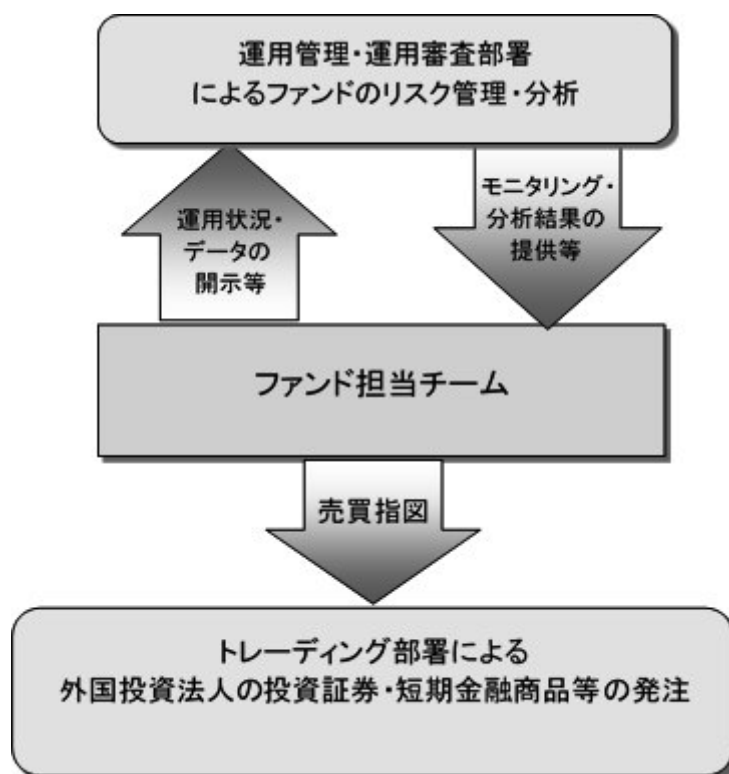 運用管理・運用審査部署
によるファンドのリスク管理・分析
運用状況・
データの
開示等
モニタリング・
分析結果の
提供等
ファンド担当チーム
売買指図
トレーディング部署による
外国投資法人の投資証券・短期金融商品等の発注